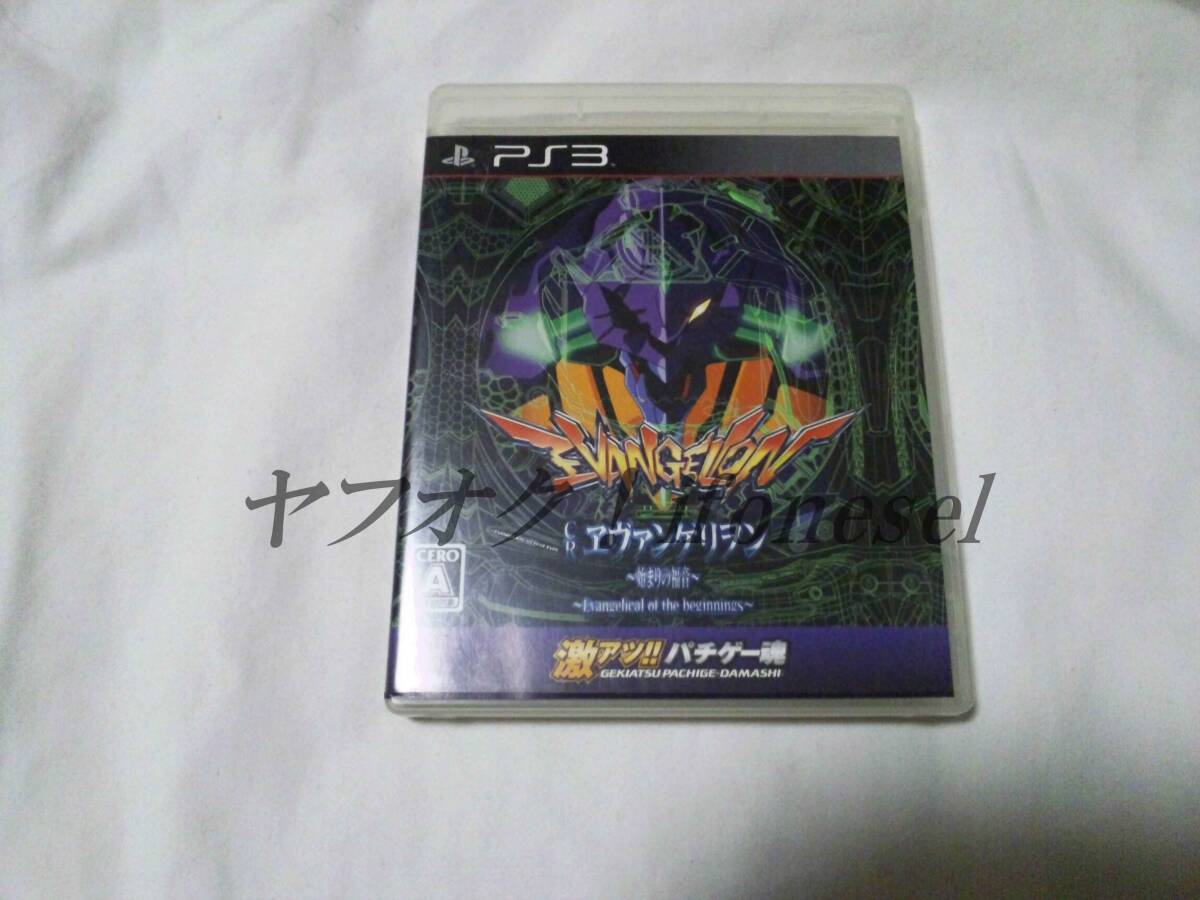 PS3
EVANGELION
ヤフオク！jfonesel
CR ヱヴァンゲリヲン
～始まりの福音～
～Evangelical of the beginnings～
CERO
A
激アツ!! パチゲー魂
GEKIATSU PACHIGE-DAMASHI